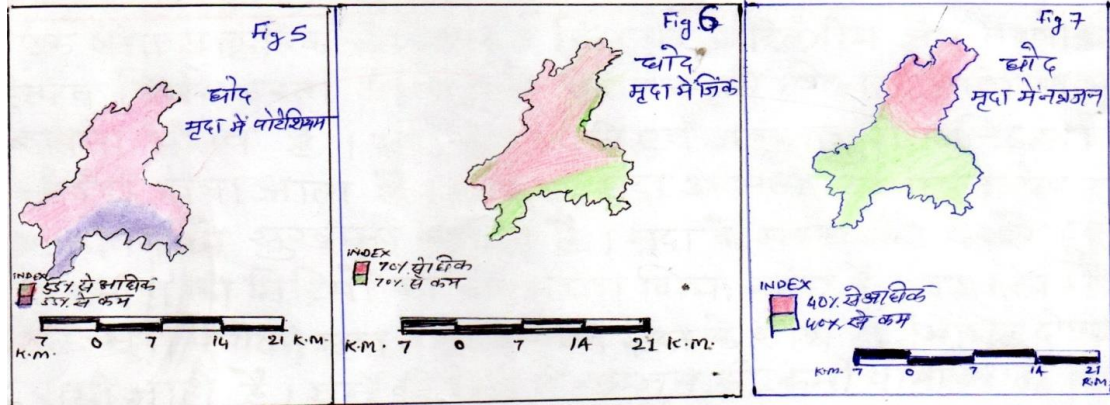 Fig 5
घोद
मृदा में पोटेशियम
INDEX
55% से अधिक
55% से कम
7 0 7 14 21 K.M.
K.M.
Fig 6
घोद
मृदा में जिंक
INDEX
70% से अधिक
70% से कम
K.M. 7 0 7 14 21 K.M.
Fig 7
घोद
मृदा में नत्रजन
INDEX
40% से अधिक
40% से कम
K.M. 7 0 7 14 21
K.M.